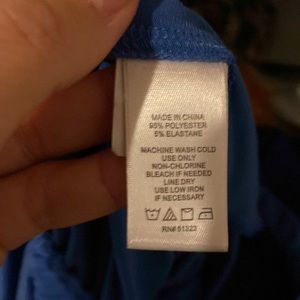 MADE IN CHINA
95% POLYESTER
5% ELASTANE
MACHINE WASH COLD
USE ONLY
NON-CHLORINE
BLEACH IF NEEDED
LINE DRY
USE LOW IRON
IF NECESSARY
RN# 61323